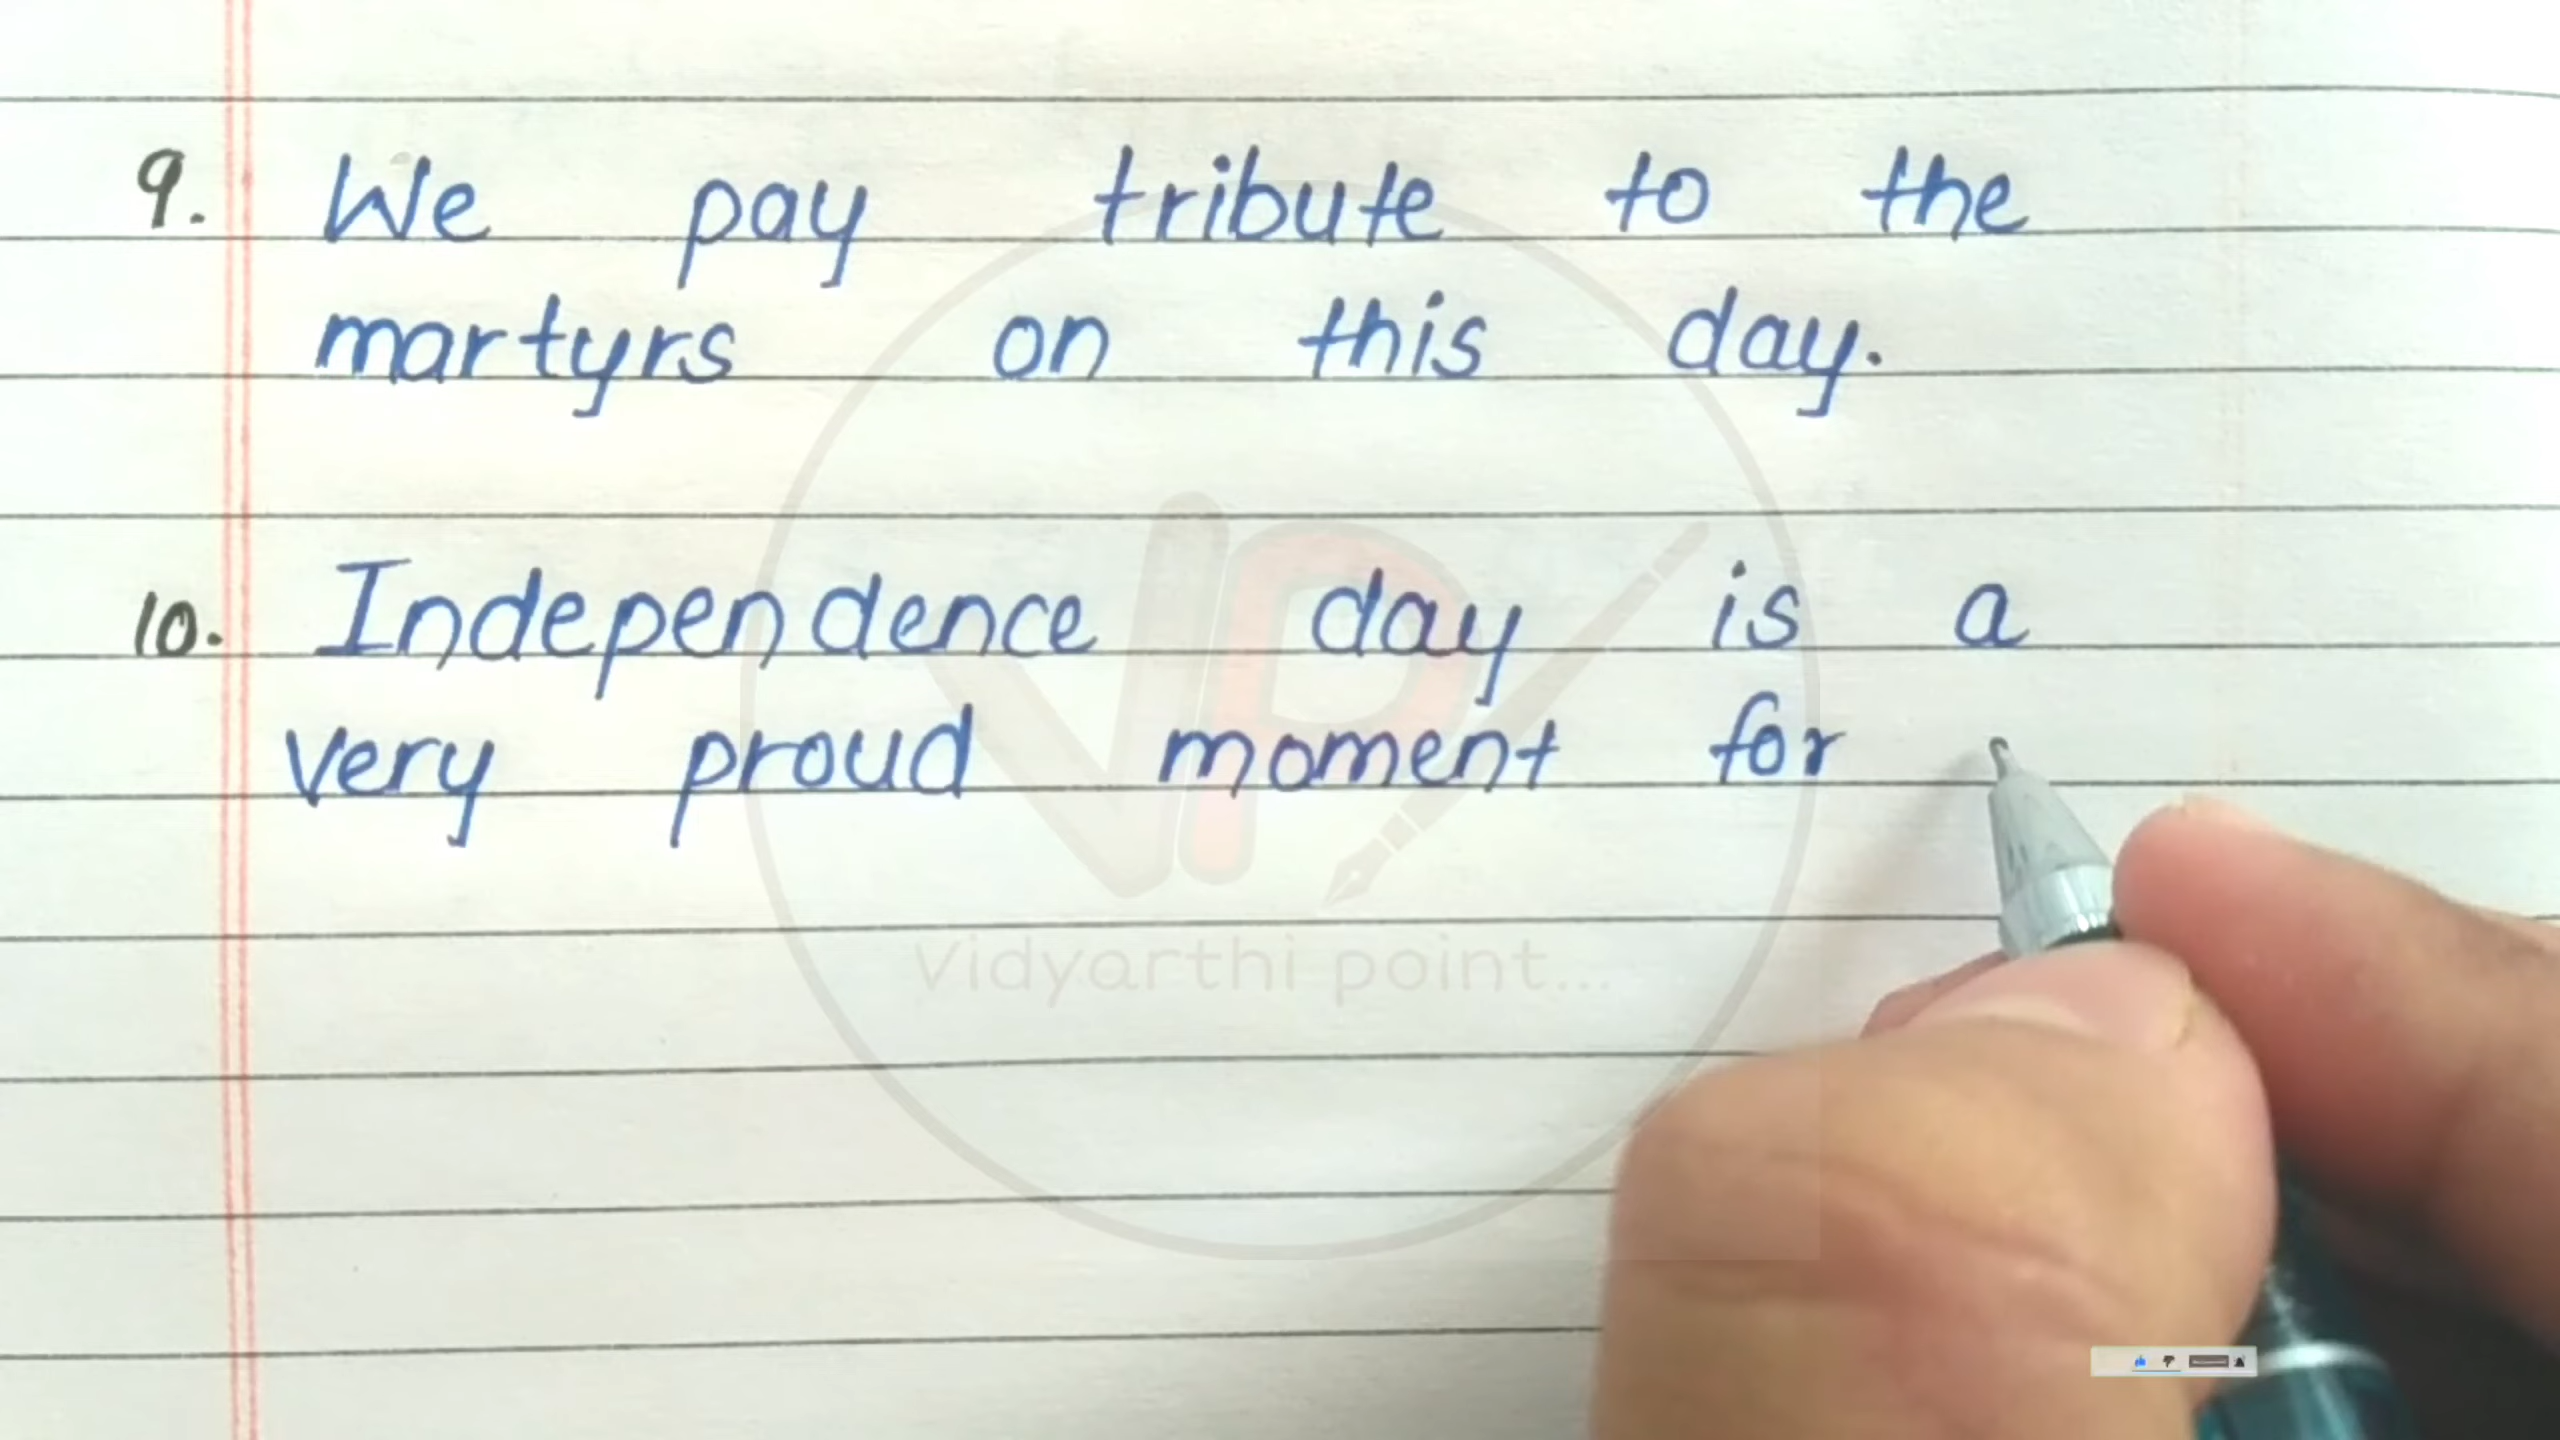 9. We pay tribute to the
martyrs on this day.
10. Independence day is a
very proud moment for
VP
Vidyarthi point...